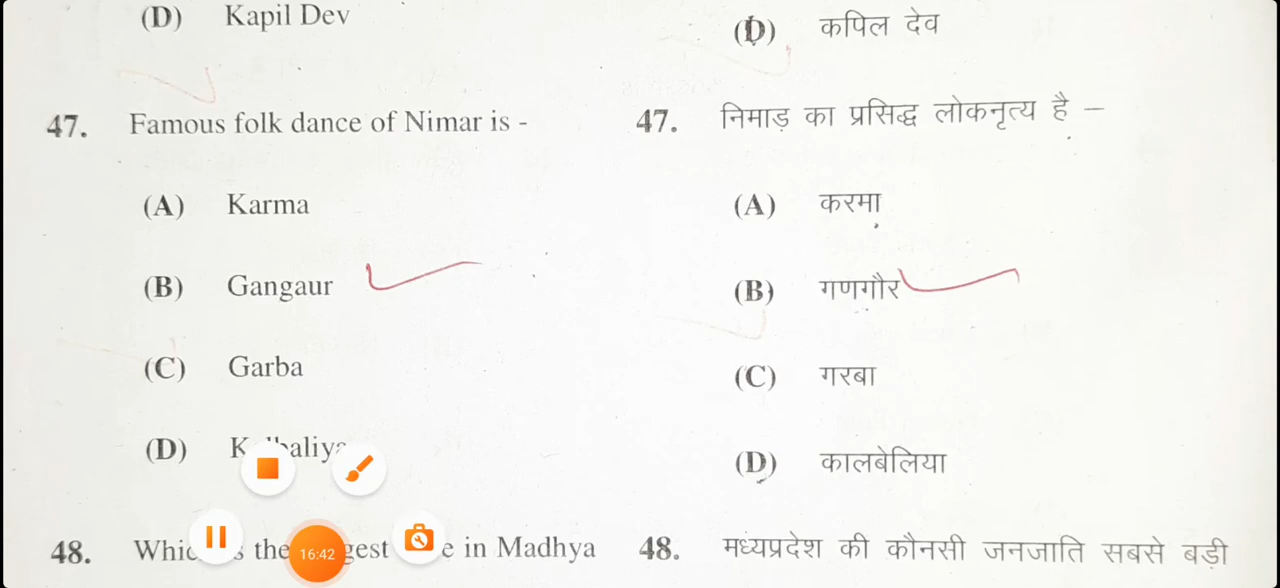 (D) Kapil Dev
47. Famous folk dance of Nimar is -
(A) Karma
(B) Gangaur
(C) Garba
(D)
48. the in Madhya
(D) कपिल देव
47. निमाड़ का प्रसिद्ध लोकनृत्य है –
(A) करमा
(B) गणगौर
(C) गरबा
(D) कालबेलिया
48. मध्यप्रदेश की कौनसी जनजाति सबसे बड़ी
16:42